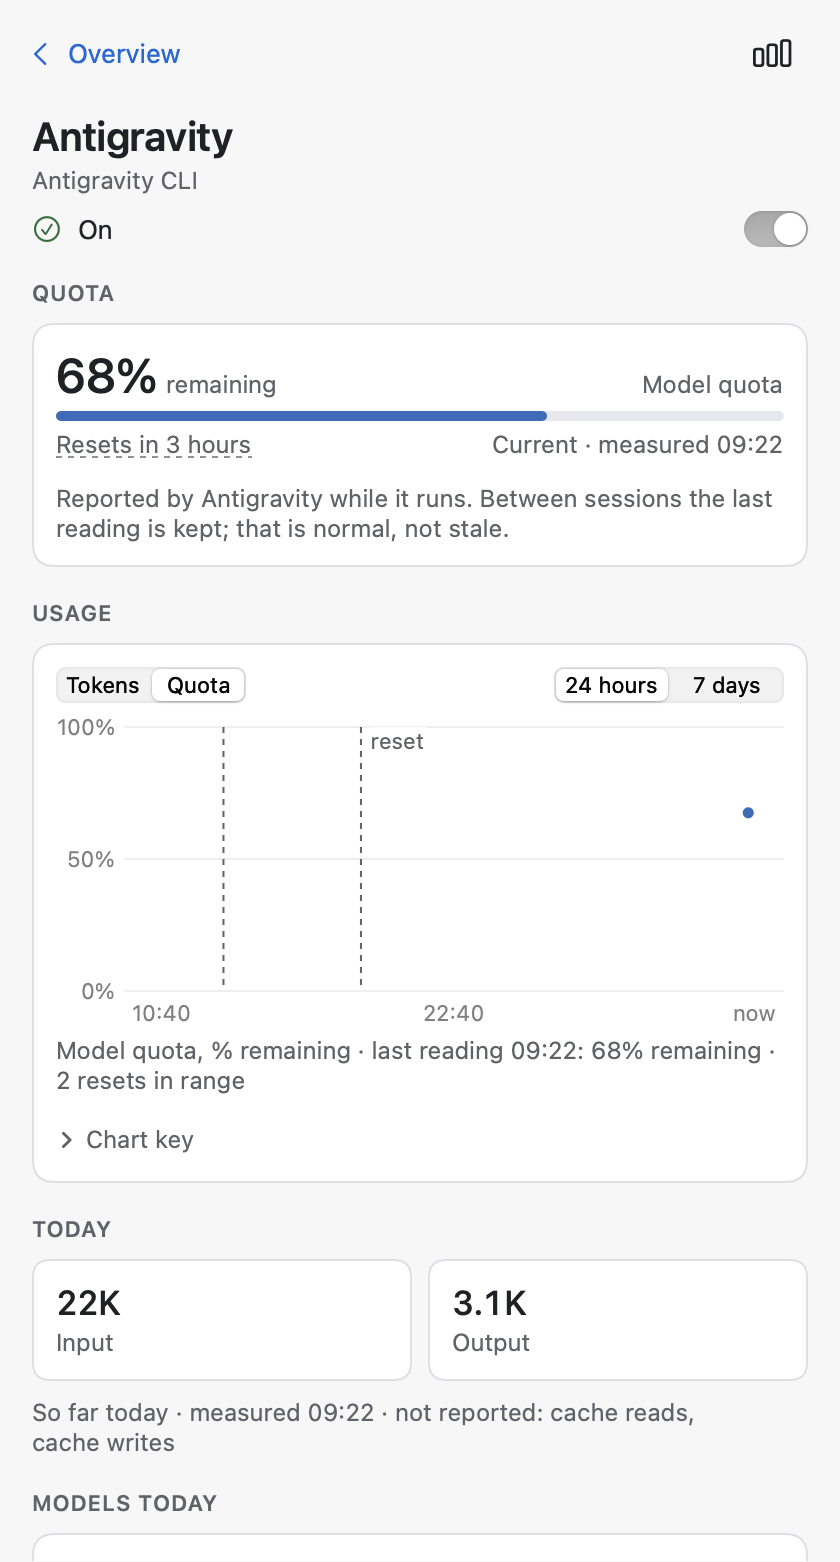 Overview
Antigravity
Antigravity CLI
On
QUOTA
68% remaining
Model quota
Resets in 3 hours
Current · measured 09:22
Reported by Antigravity while it runs. Between sessions the last
reading is kept; that is normal, not stale.
USAGE
Tokens
Quota
24 hours
7 days
100%
reset
50%
0%
10:40
22:40
now
Model quota, % remaining · last reading 09:22: 68% remaining ·
2 resets in range
Chart key
TODAY
22K
Input
3.1K
Output
So far today · measured 09:22 · not reported: cache reads,
cache writes
MODELS TODAY